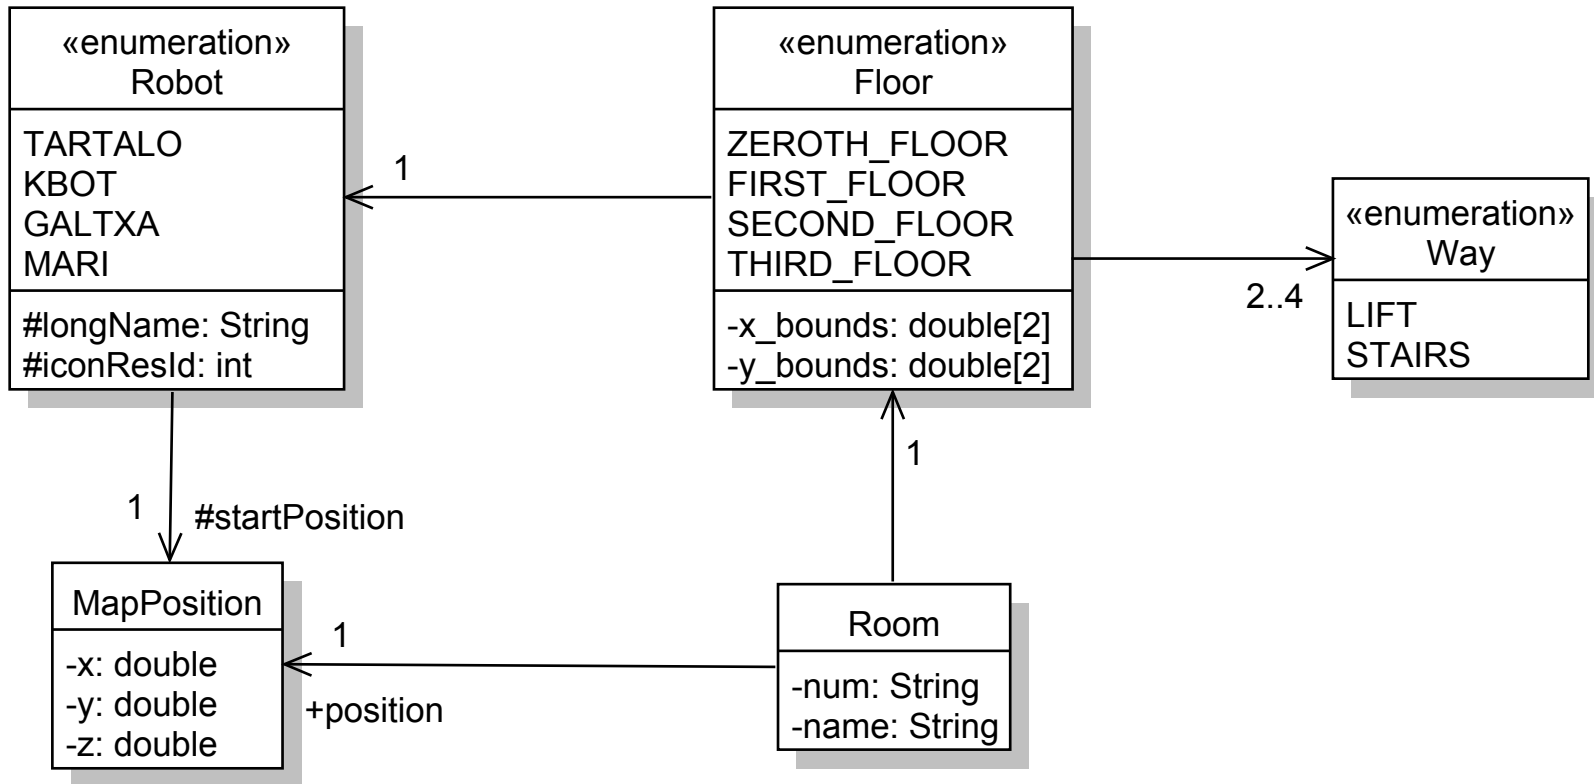 «enumeration»
Robot
TARTALO
KBOT
GALTXA
MARI
#longName: String
#iconResId: int
1
«enumeration»
Floor
ZEROTH_FLOOR
FIRST_FLOOR
SECOND_FLOOR
THIRD_FLOOR
-x_bounds: double[2]
-y_bounds: double[2]
2..4
«enumeration»
Way
LIFT
STAIRS
1
#startPosition
1
MapPosition
-x: double
-y: double
-z: double
1
+position
Room
-num: String
-name: String